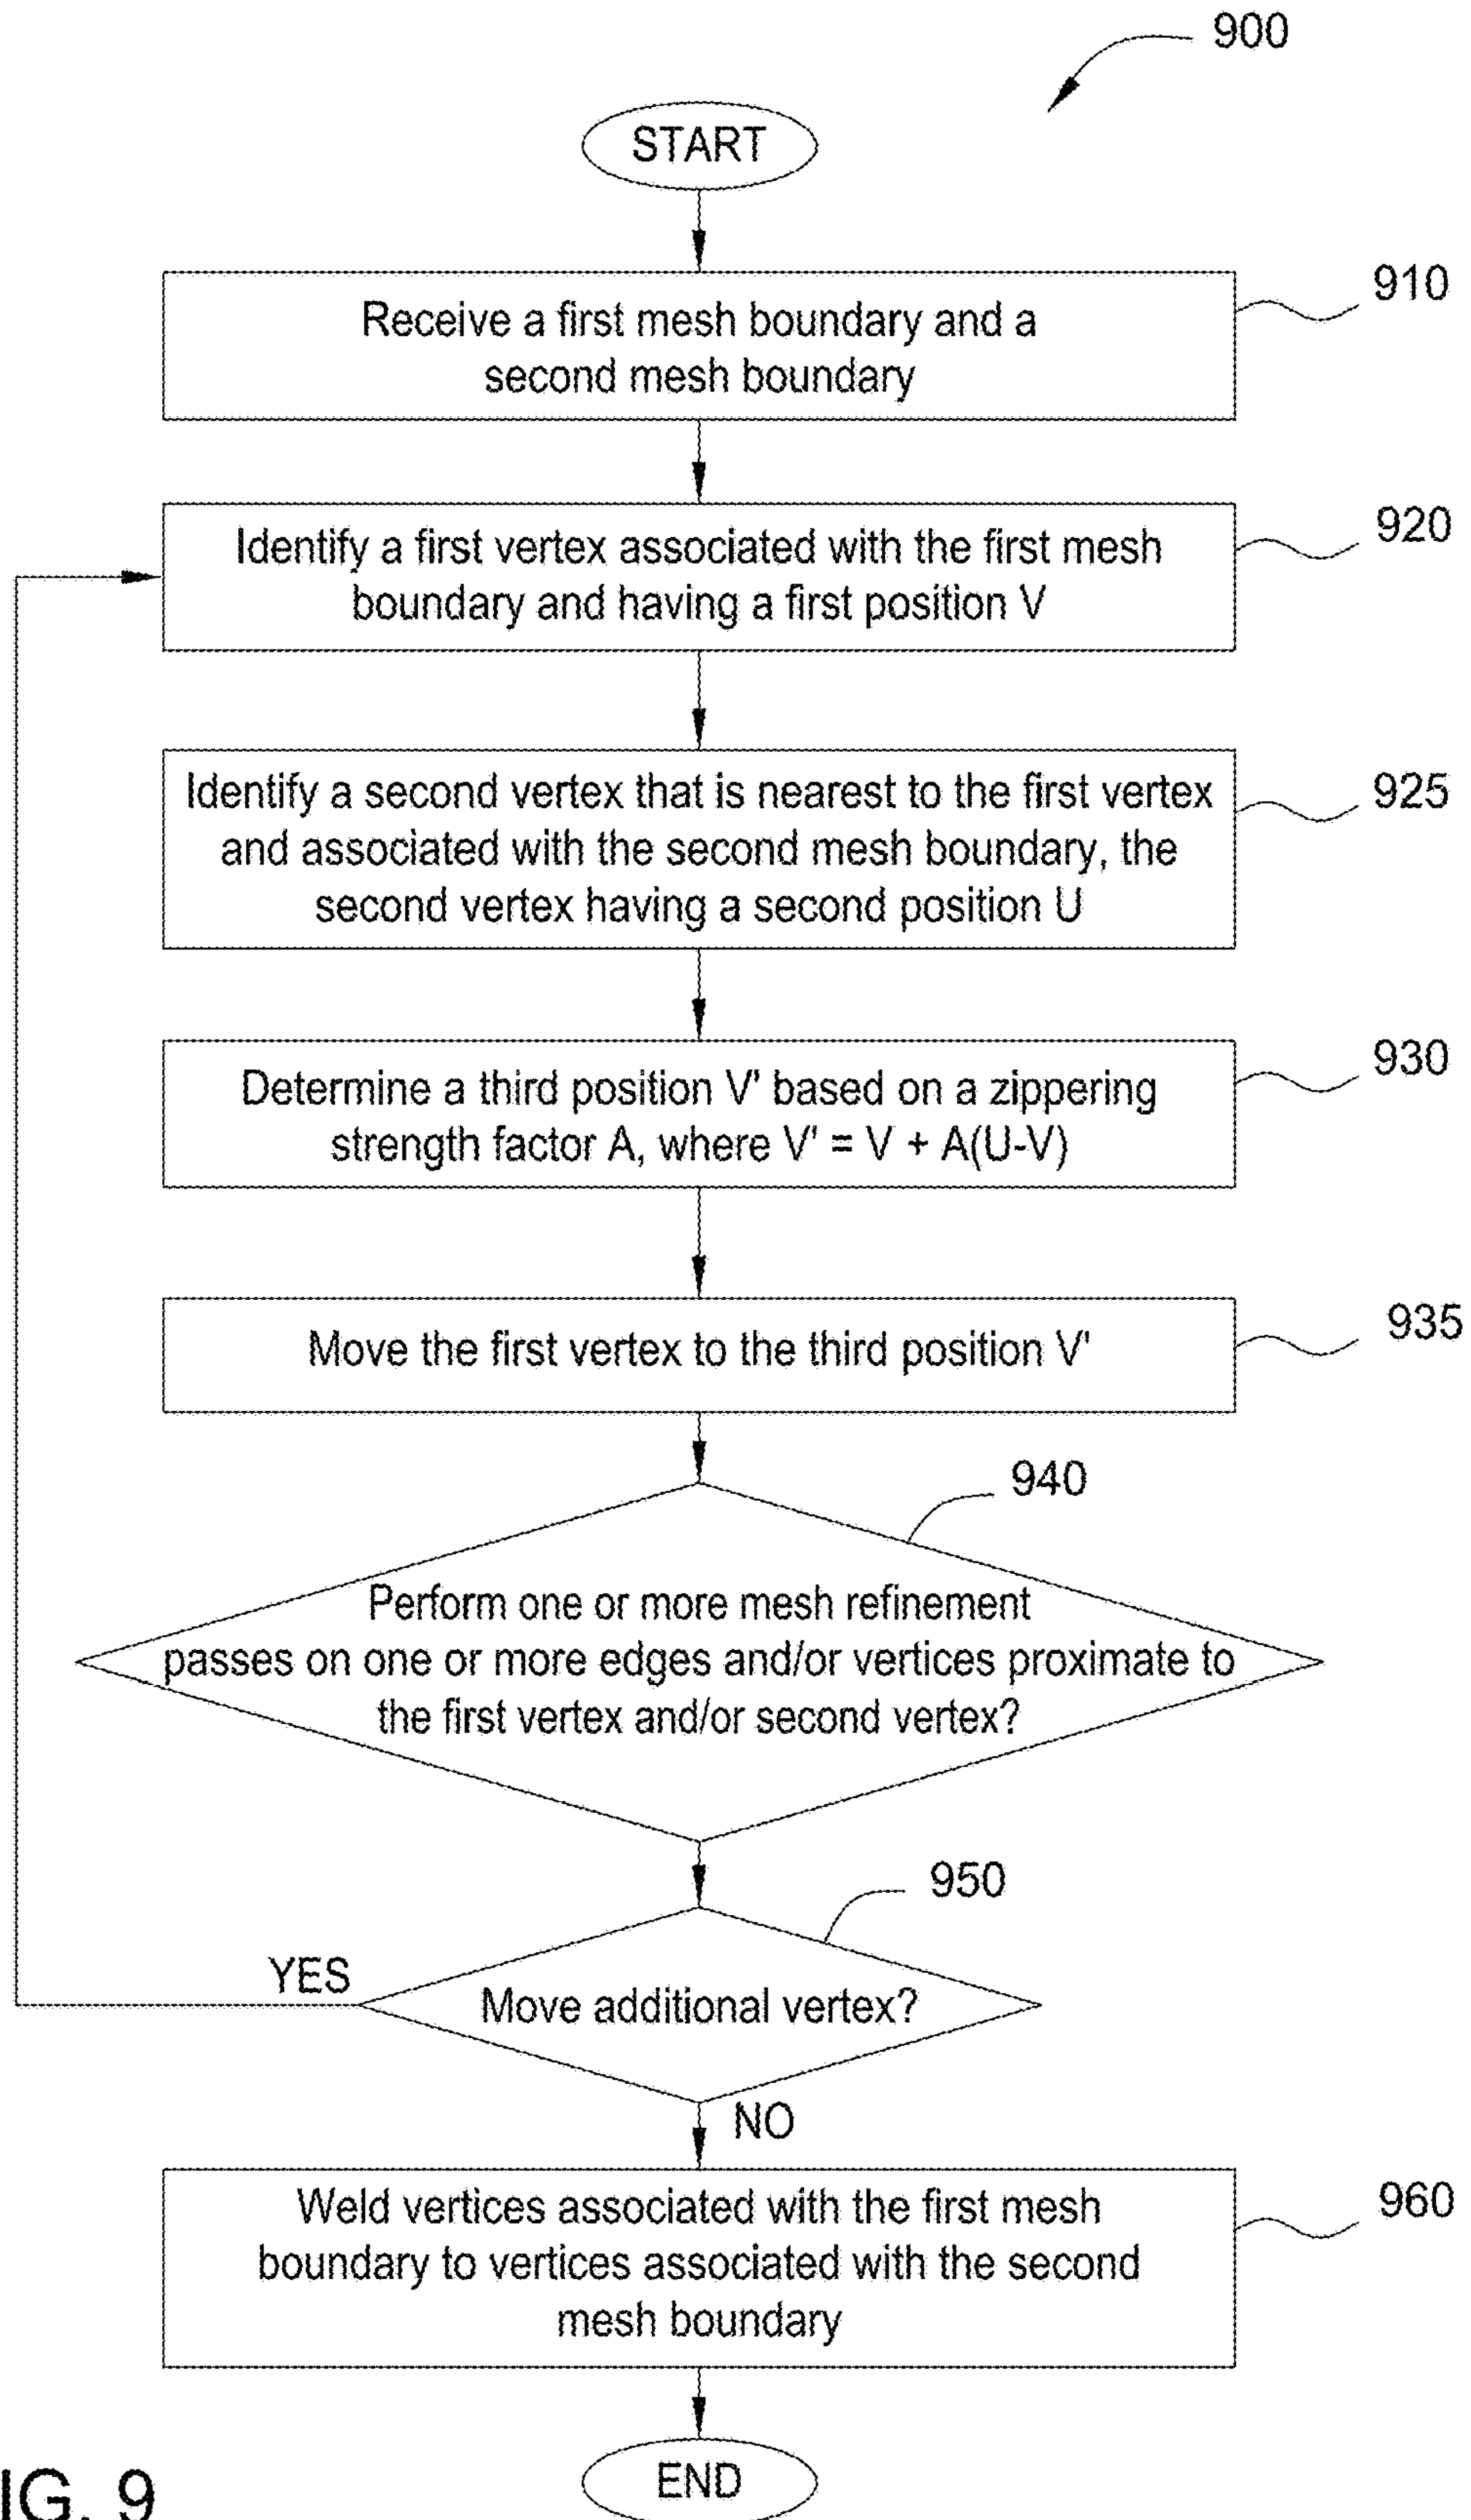 900
START
910
Receive a first mesh boundary and a
second mesh boundary
920
Identify a first vertex associated with the first mesh
boundary and having a first position V
925
Identify a second vertex that is nearest to the first vertex
and associated with the second mesh boundary, the
second vertex having a second position U
930
Determine a third position V' based on a zippering
strength factor A, where V' = V + A(U-V)
935
Move the first vertex to the third position V'
940
Perform one or more mesh refinement
passes on one or more edges and/or vertices proximate to
the first vertex and/or second vertex?
950
YES
Move additional vertex?
NO
960
Weld vertices associated with the first mesh
boundary to vertices associated with the second
mesh boundary
END
IG. 9